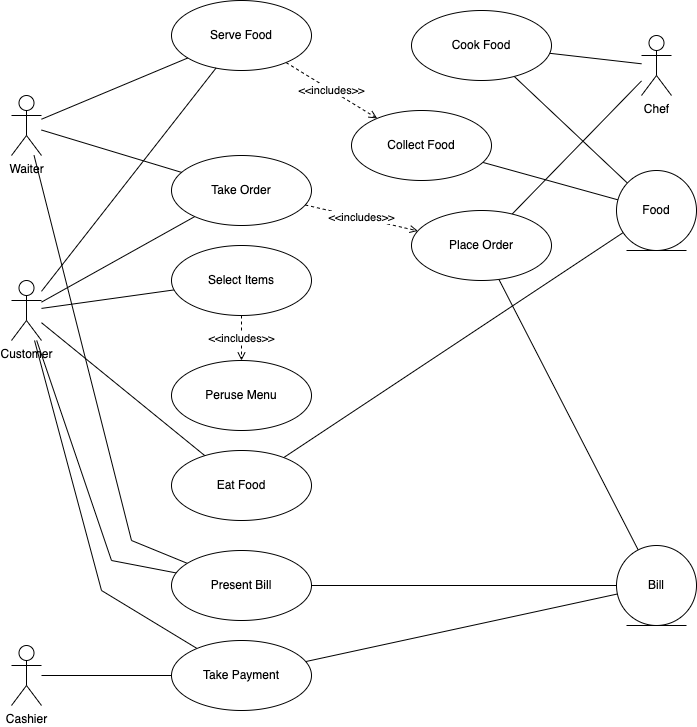 Serve Food
Cook Food
<<includes>>
Chef
Collect Food
Waiter
Take Order
Food
<<includes>>
Place Order
Select Items
<<includes>>
Customer
Peruse Menu
Eat Food
Present Bill
Bill
Take Payment
Cashier